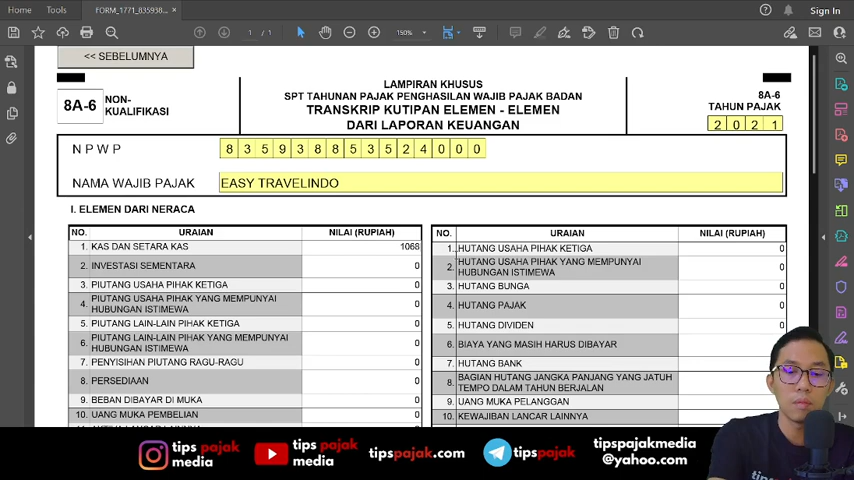 Home
Tools
FORM_1771_835938...
×
Sign In
1 / 1
150%
<< SEBELUMNYA
8A-6
NON-KUALIFIKASI
LAMPIRAN KHUSUS
SPT TAHUNAN PAJAK PENGHASILAN WAJIB PAJAK BADAN
TRANSKRIP KUTIPAN ELEMEN - ELEMEN
DARI LAPORAN KEUANGAN
8A-6
TAHUN PAJAK
2 0 2 1
N P W P
8 3 5 9 3 8 8 5 3 5 2 4 0 0 0
NAMA WAJIB PAJAK
EASY TRAVELINDO
I. ELEMEN DARI NERACA
NO. URAIAN NILAI (RUPIAH)
1. KAS DAN SETARA KAS 1068
2. INVESTASI SEMENTARA 0
3. PIUTANG USAHA PIHAK KETIGA 0
4. PIUTANG USAHA PIHAK YANG MEMPUNYAI
HUBUNGAN ISTIMEWA 0
5. PIUTANG LAIN-LAIN PIHAK KETIGA 0
6. PIUTANG LAIN-LAIN PIHAK YANG MEMPUNYAI
HUBUNGAN ISTIMEWA 0
7. PENYISIHAN PIUTANG RAGU-RAGU 0
8. PERSEDIAAN 0
9. BEBAN DIBAYAR DI MUKA 0
10. UANG MUKA PEMBELIAN 0
NO. URAIAN NILAI (RUPIAH)
1. HUTANG USAHA PIHAK KETIGA 0
2. HUTANG USAHA PIHAK YANG MEMPUNYAI
HUBUNGAN ISTIMEWA 0
3. HUTANG BUNGA 0
4. HUTANG PAJAK 0
5. HUTANG DIVIDEN 0
6. BIAYA YANG MASIH HARUS DIBAYAR
7. HUTANG BANK
8. BAGIAN HUTANG JANGKA PANJANG YANG JATUH
TEMPO DALAM TAHUN BERJALAN
9. UANG MUKA PELANGGAN
10. KEWAJIBAN LANCAR LAINNYA
tips pajak
media
tips pajak
media
tipspajak.com
tipspajak
tipspajakmedia
@yahoo.com